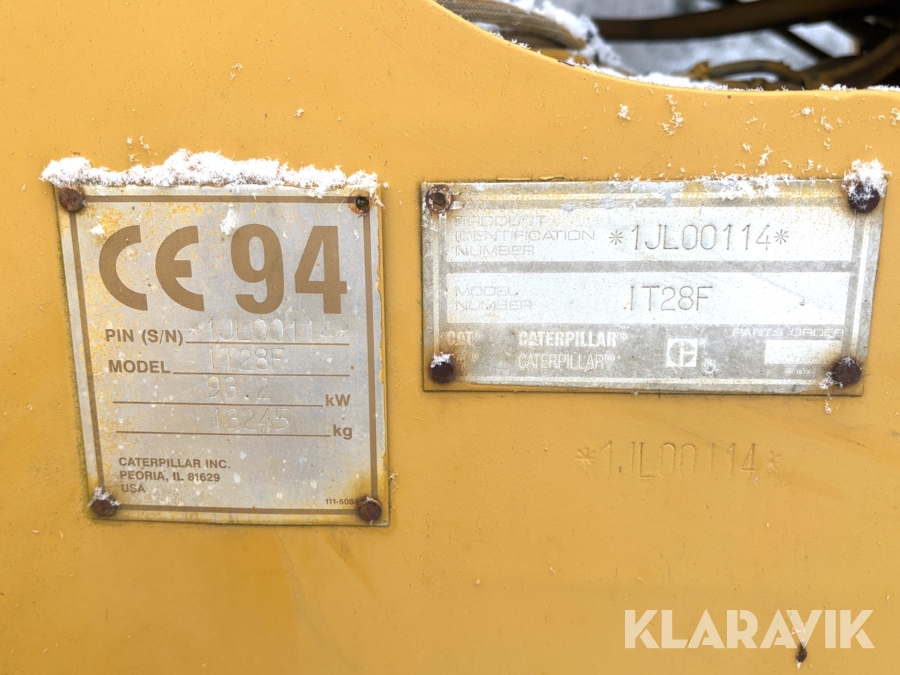 CE 94
PIN (S/N) *1JL00114*
MODEL IT28F
93.2 kW
13245 kg
CATERPILLAR INC.
PEORIA, IL 81629
USA
PRODUCT
IDENTIFICATION
NUMBER
*1JL00114*
MODEL
NUMBER
IT28F
CAT® CATERPILLAR®
CATERPILLAR®
PARTS ORDER
*1JL00114*
KLARAVIK